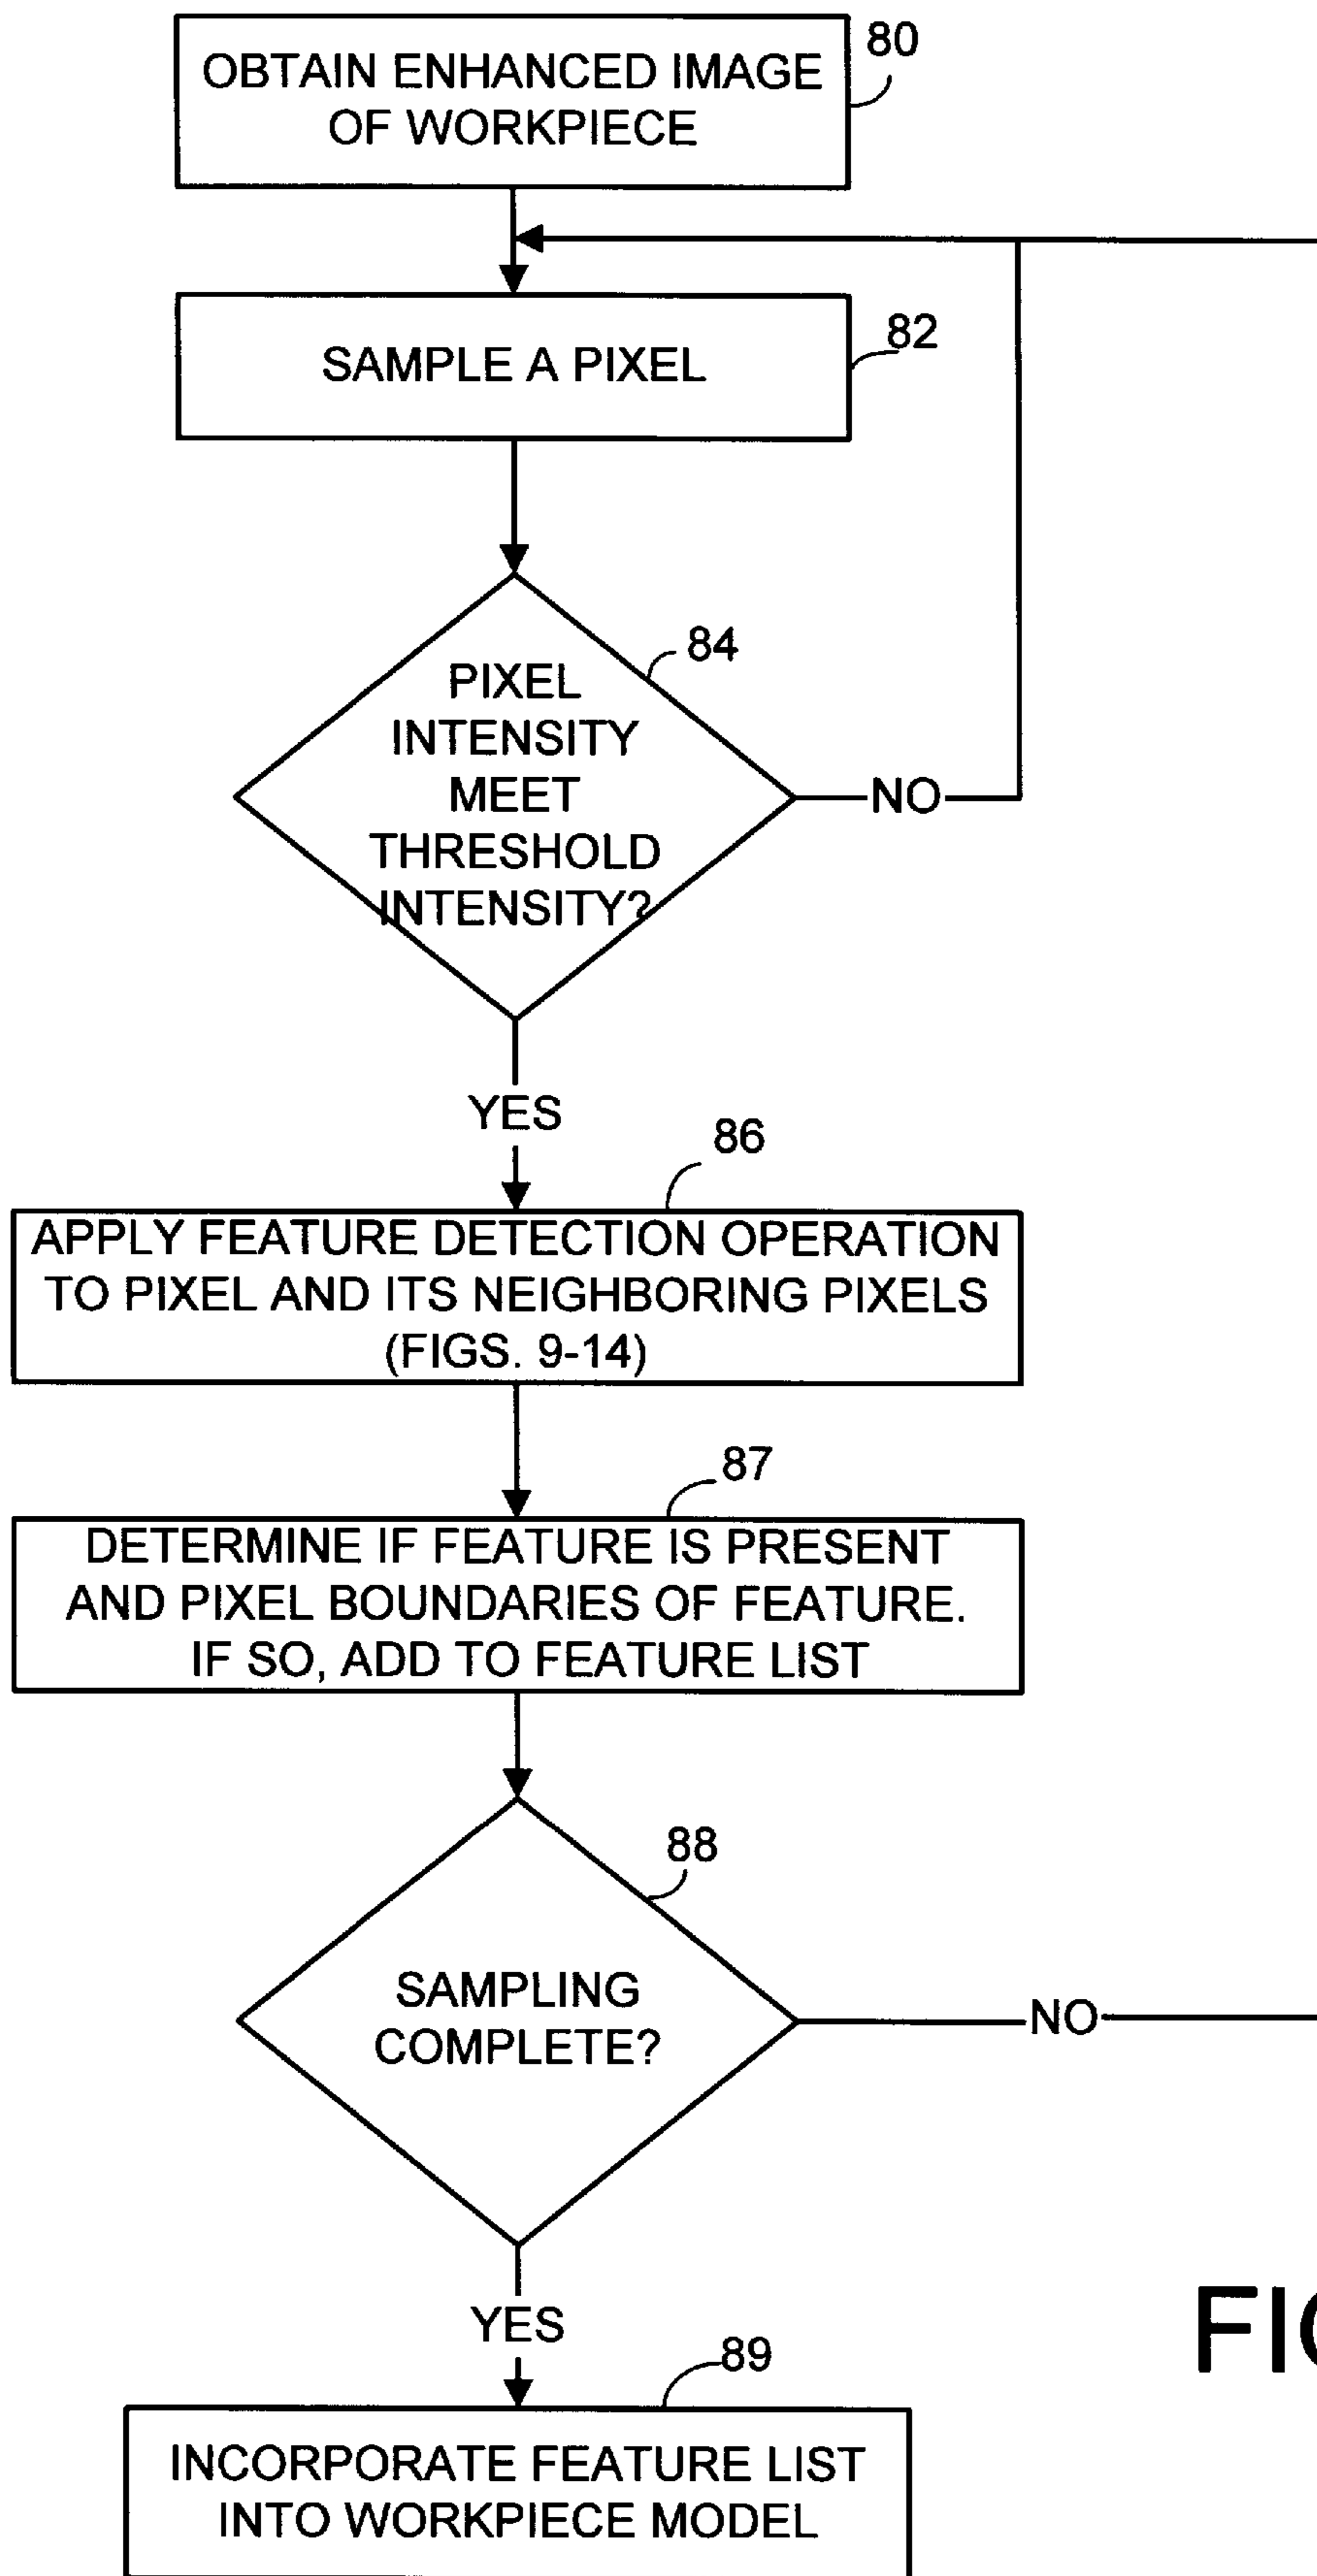 OBTAIN ENHANCED IMAGE
OF WORKPIECE
80
SAMPLE A PIXEL
82
84
PIXEL
INTENSITY
MEET
THRESHOLD
INTENSITY?
NO
YES
86
APPLY FEATURE DETECTION OPERATION
TO PIXEL AND ITS NEIGHBORING PIXELS
(FIGS. 9-14)
87
DETERMINE IF FEATURE IS PRESENT
AND PIXEL BOUNDARIES OF FEATURE.
IF SO, ADD TO FEATURE LIST
88
SAMPLING
COMPLETE?
NO
YES
89
INCORPORATE FEATURE LIST
INTO WORKPIECE MODEL